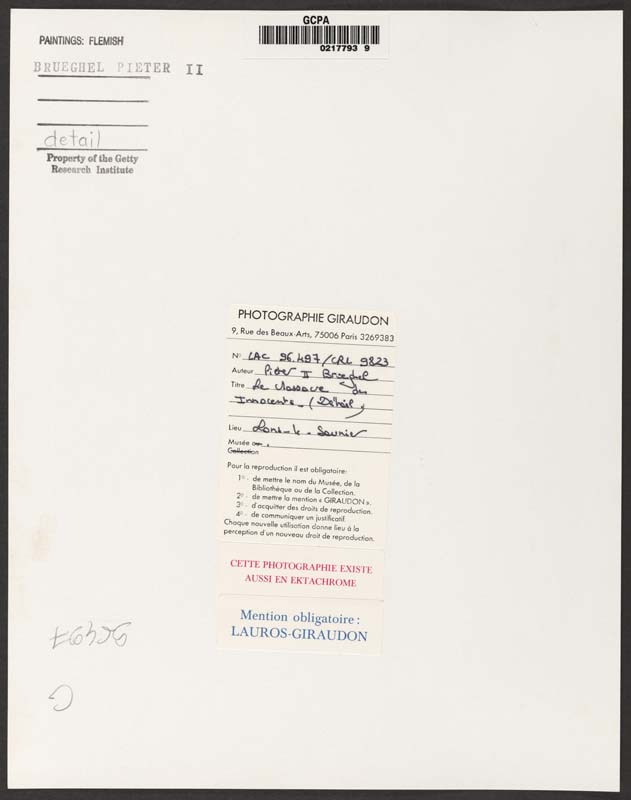 GCPA
0217793 9
PAINTINGS: FLEMISH
BRUEGHEL PIETER II
detail
Property of the Getty
Research Institute
PHOTOGRAPHIE GIRAUDON
9, Rue des Beaux-Arts, 75006 Paris 3269383
N° LAC 96.497/CRL 9823
Auteur Pieter II Brueghel
Titre Le Massacre des
Innocents - (Détail)
Lieu Lons-le-Saunier
Musée ou
Collection
Pour la reproduction il est obligatoire:
1° - de mettre le nom du Musée, de la
Bibliothèque ou de la Collection.
2° - de mettre la mention « GIRAUDON ».
3° - d'acquitter des droits de reproduction.
4° - de communiquer un justificatif.
Chaque nouvelle utilisation donne lieu à la
perception d'un nouveau droit de reproduction.
CETTE PHOTOGRAPHIE EXISTE
AUSSI EN EKTACHROME
Mention obligatoire :
LAUROS-GIRAUDON